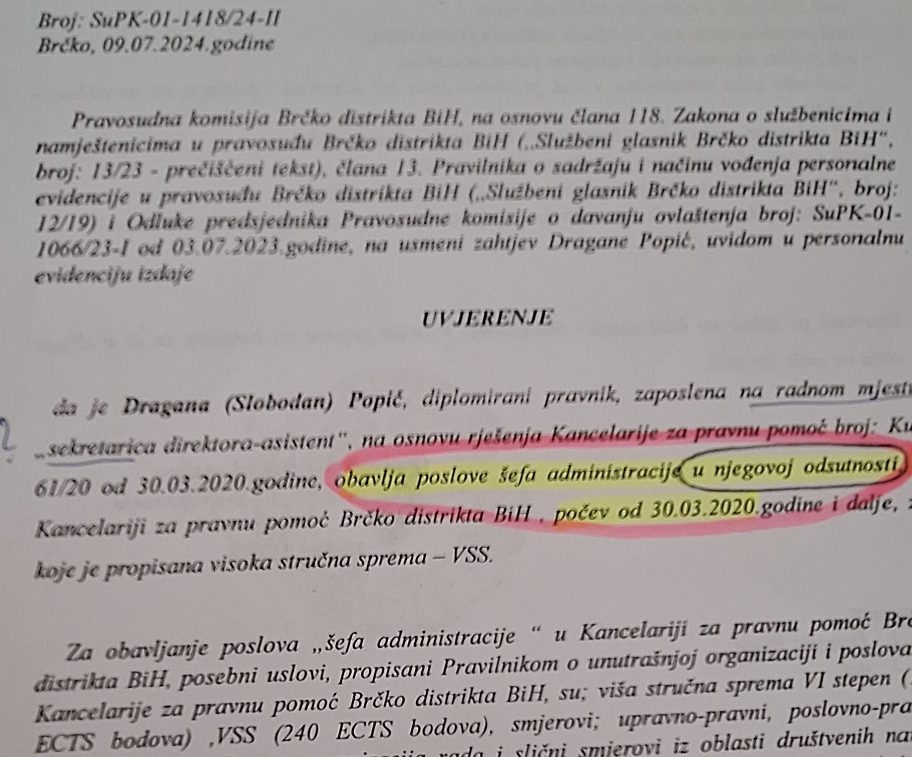 Broj: SuPK-01-1418/24-II
Brčko, 09.07.2024.godine
Pravosudna komisija Brčko distrikta BiH, na osnovu člana 118. Zakona o službenicima i
namještenicima u pravosuđu Brčko distrikta BiH („Službeni glasnik Brčko distrikta BiH“,
broj: 13/23 - prečišćeni tekst), člana 13. Pravilnika o sadržaju i načinu vođenja personalne
evidencije u pravosuđu Brčko distrikta BiH („Službeni glasnik Brčko distrikta BiH“, broj:
12/19) i Odluke predsjednika Pravosudne komisije o davanju ovlaštenja broj: SuPK-01-
1066/23-I od 03.07.2023.godine, na usmeni zahtjev Dragane Popić, uvidom u personalnu
evidenciju izdaje
UVJERENJE
da je Dragana (Slobodan) Popić, diplomirani pravnik, zaposlena na radnom mjestu
? „sekretarica direktora-asistent“, na osnovu rješenja Kancelarije za pravnu pomoć broj: Ku
61/20 od 30.03.2020.godine, obavlja poslove šefa administracije u njegovoj odsutnosti,
Kancelariji za pravnu pomoć Brčko distrikta BiH , počev od 30.03.2020.godine i dalje,
koje je propisana visoka stručna sprema – VSS.
Za obavljanje poslova „šefa administracije “ u Kancelariji za pravnu pomoć Brč
distrikta BiH, posebni uslovi, propisani Pravilnikom o unutrašnjoj organizaciji i poslova
Kancelarije za pravnu pomoć Brčko distrikta BiH, su; viša stručna sprema VI stepen (
ECTS bodova) ,VSS (240 ECTS bodova), smjerovi; upravno-pravni, poslovno-pra
rada i slični smjerovi iz oblasti društvenih nau